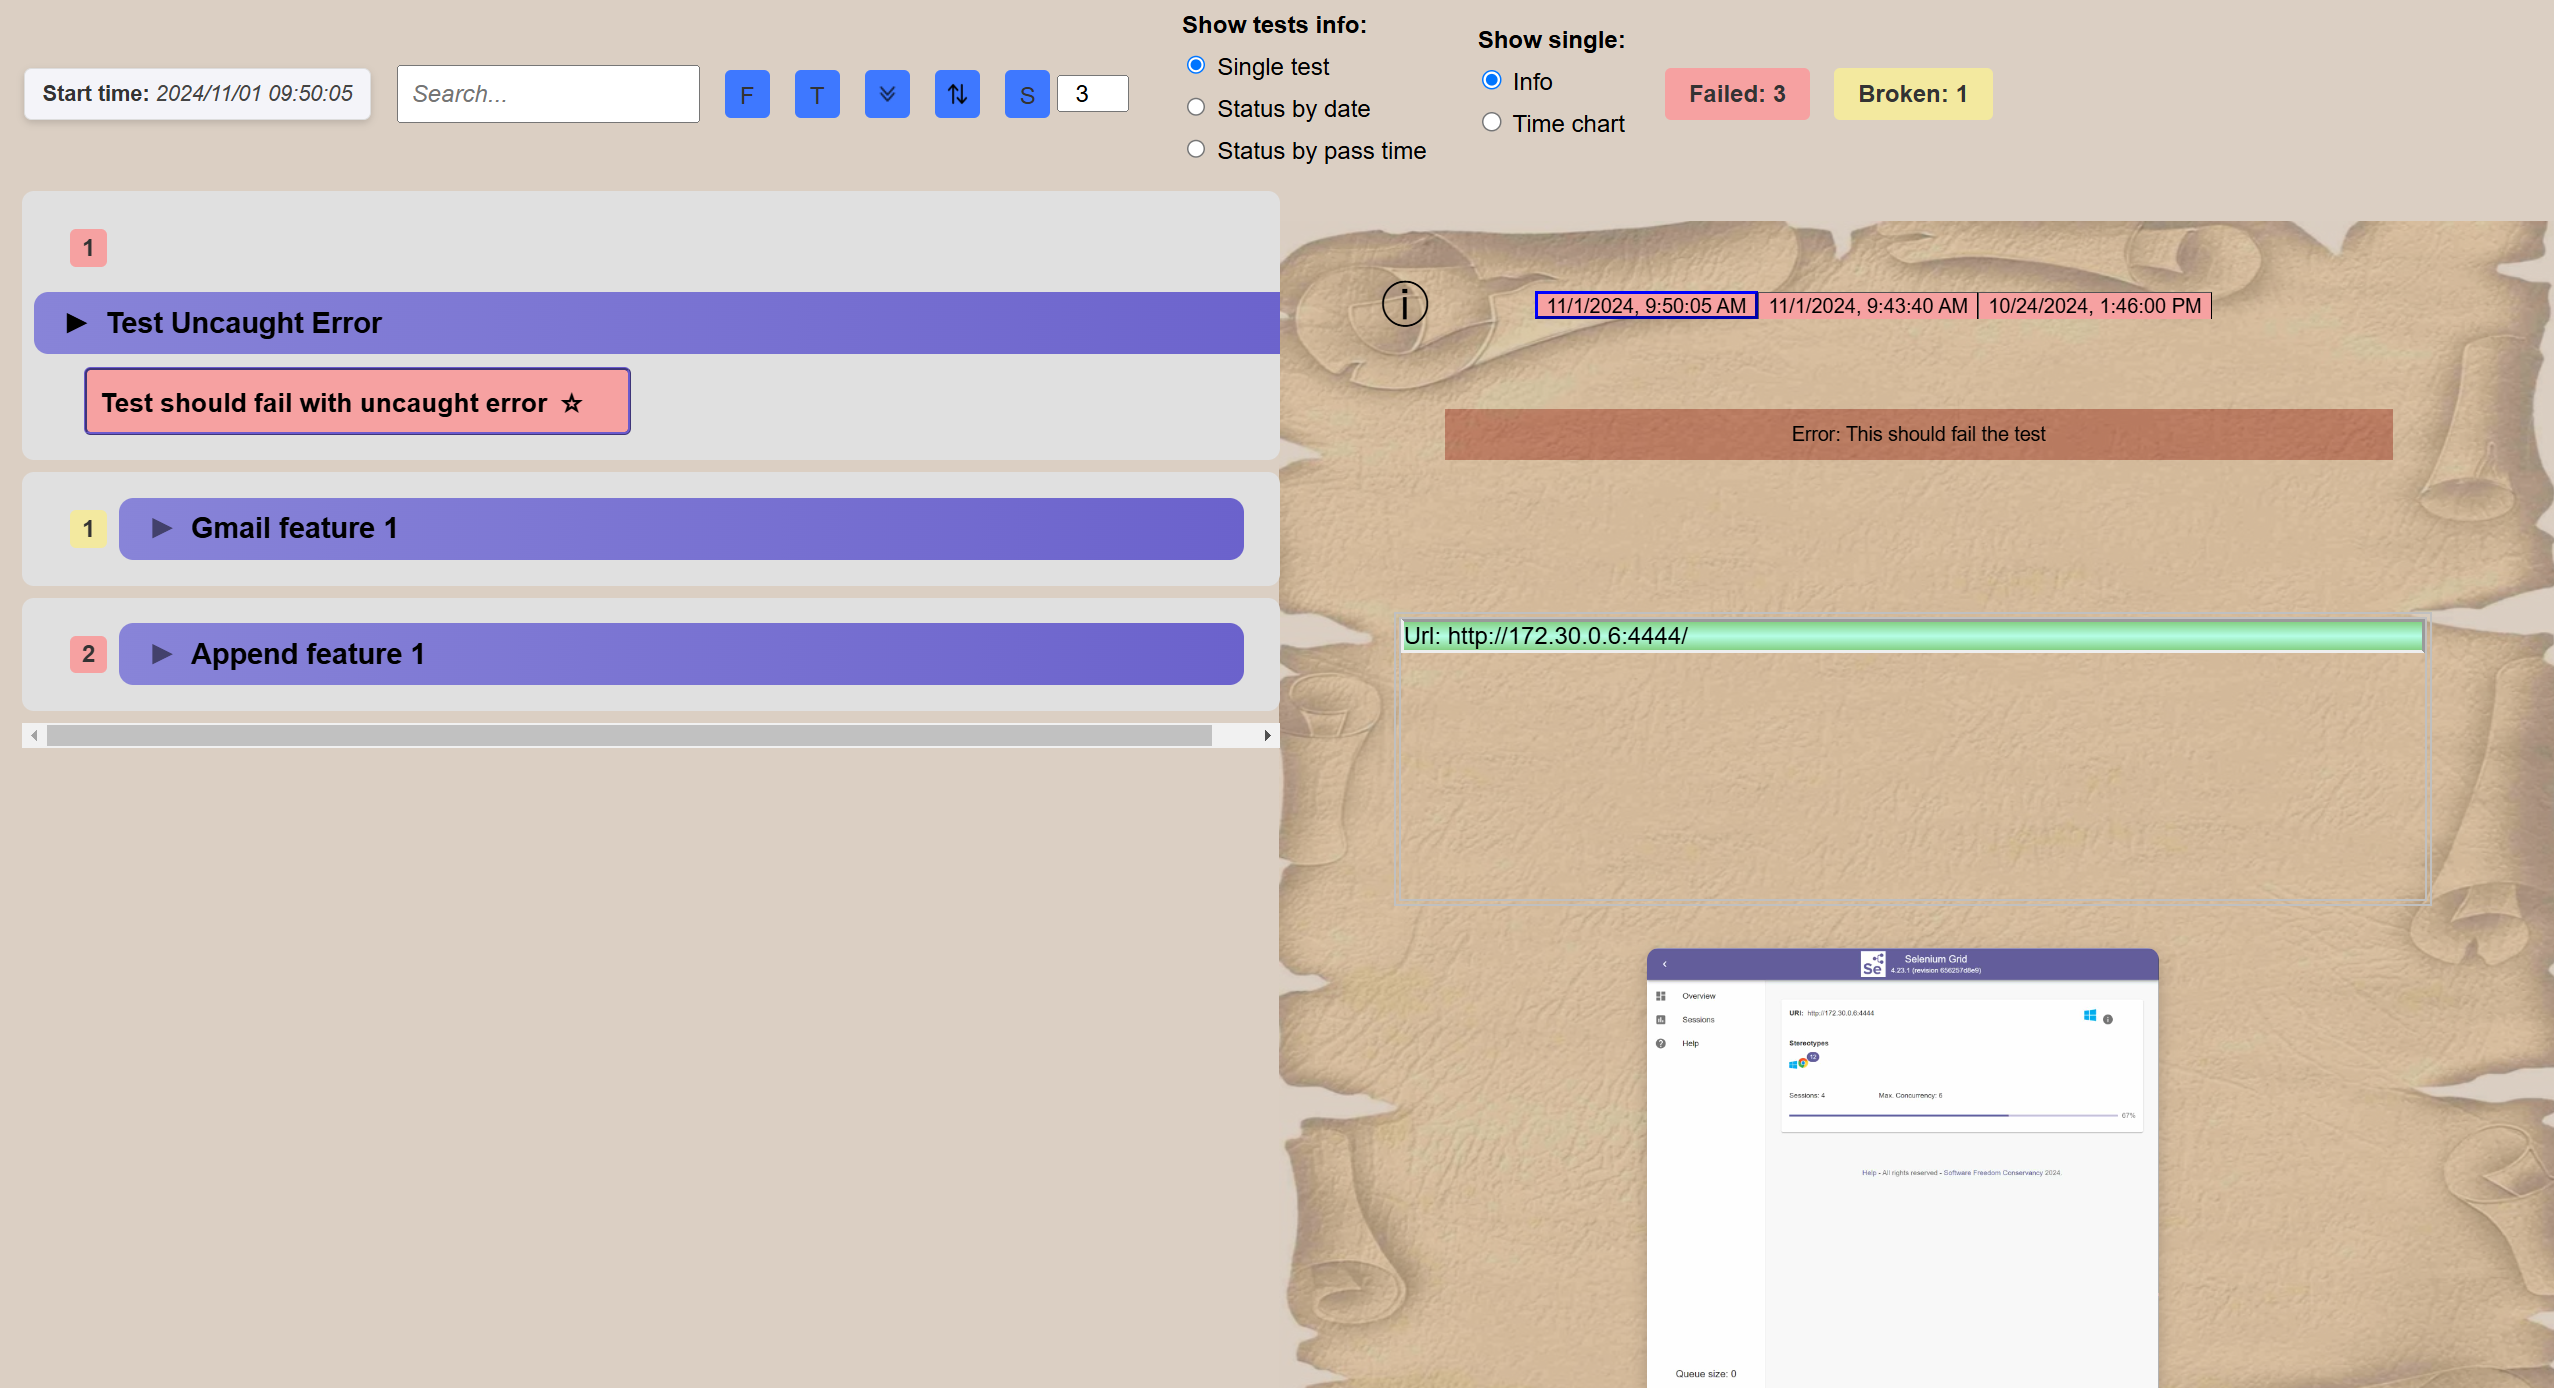 Start time: 2024/11/01 09:50:05
Search...
F
T
S
3
Show tests info:
Single test
Status by date
Status by pass time
Show single:
Info
Time chart
Failed: 3
Broken: 1
1
Test Uncaught Error
Test should fail with uncaught error
1
Gmail feature 1
2
Append feature 1
11/1/2024, 9:50:05 AM
11/1/2024, 9:43:40 AM
10/24/2024, 1:46:00 PM
Error: This should fail the test
Url: http://172.30.0.6:4444/
Se
Selenium Grid
4.23.1 (revision 656257d8e9)
Overview
Sessions
Help
URI: http://172.30.0.6:4444
Stereotypes
12
Sessions: 4
Max. Concurrency: 6
67%
Help - All rights reserved - Software Freedom Conservancy 2024.
Queue size: 0